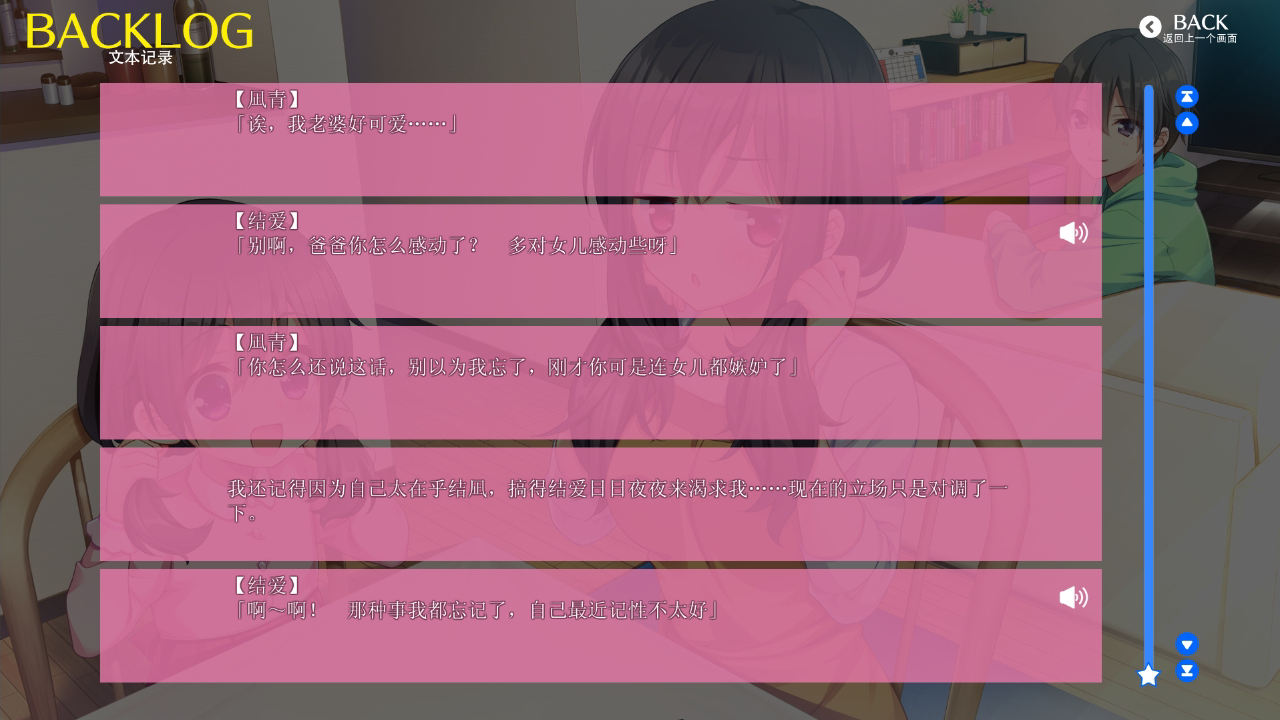 BACKLOG
文本记录
BACK
返回上一个画面
【凪青】
「诶，我老婆好可爱……」
【结爱】
「别啊，爸爸你怎么感动了？　多对女儿感动些呀」
【凪青】
「你怎么还说这话，别以为我忘了，刚才你可是连女儿都嫉妒了」
我还记得因为自己太在乎结凪，搞得结爱日日夜夜来渴求我……现在的立场只是对调了一
下。
【结爱】
「啊～啊！　那种事我都忘记了，自己最近记性不太好」